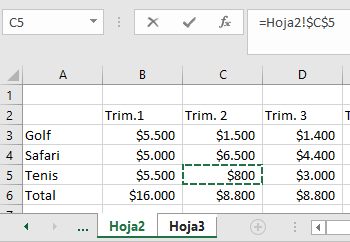 C5 =Hoja2!$C$5
A B C D
1
2 Trim.1 Trim. 2 Trim. 3
3 Golf $5.500 $1.500 $1.400
4 Safari $5.000 $6.500 $4.400
5 Tenis $5.500 $800 $3.000
6 Total $16.000 $8.800 $8.800
... Hoja2 Hoja3